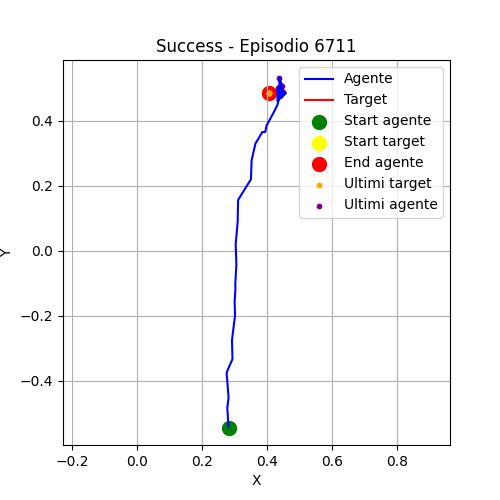 Success - Episodio 6711
Agente
Target
Start agente
Start target
End agente
Ultimi target
Ultimi agente
0.4
0.2
0.0
−0.2
−0.4
Y
−0.2
0.0
0.2
0.4
0.6
0.8
X